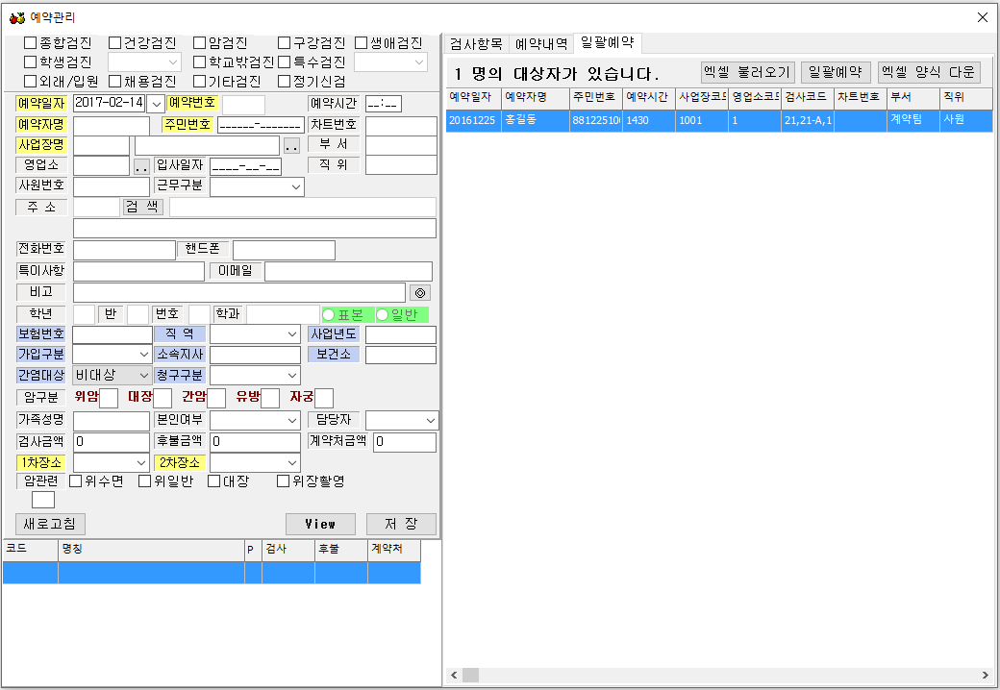 예약관리
종합검진 건강검진 암검진 구강검진 생애검진
학생검진 학교밖검진 특수검진
외래/입원 채용검진 기타검진 정기신검
예약일자 2017-02-14 예약번호 예약시간 __:__
예약자명 주민번호 ______-_______ 차트번호
사업장명 .. 부 서
영업소 .. 입사일자 ____-__-__ 직 위
사원번호 근무구분
주 소 검 색
전화번호 핸드폰
특이사항 이메일
비고 ◎
학년 반 번호 학과 표본 일반
보험번호 직 역 사업년도
가입구분 소속지사 보건소
간염대상 비대상 청구구분
암구분 위암 대장 간암 유방 자궁
가족성명 본인여부 담당자
검사금액 0 후불금액 0 계약처금액 0
1차장소 2차장소
암관련 위수면 위일반 대장 위장촬영
새로고침 View 저 장
코드 명칭 P 검사 후불 계약처
검사항목 예약내역 일괄예약
1 명의 대상자가 있습니다. 엑셀 불러오기 일괄예약 엑셀 양식 다운
예약일자 예약자명 주민번호 예약시간 사업장코드 영업소코드 검사코드 차트번호 부서 직위
20161225 홍길동 88122510 1430 1001 1 21,21-A,1 계약팀 사원